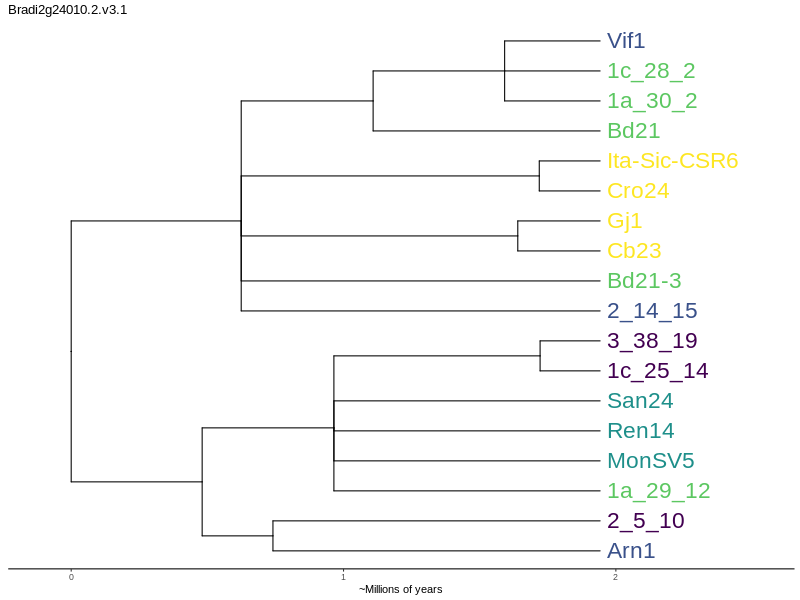 Bradi2g24010.2.v3.1
Vif1
1c_28_2
1a_30_2
Bd21
Ita-Sic-CSR6
Cro24
Gj1
Cb23
Bd21-3
2_14_15
3_38_19
1c_25_14
San24
Ren14
MonSV5
1a_29_12
2_5_10
Arn1
0 1 2
~Millions of years